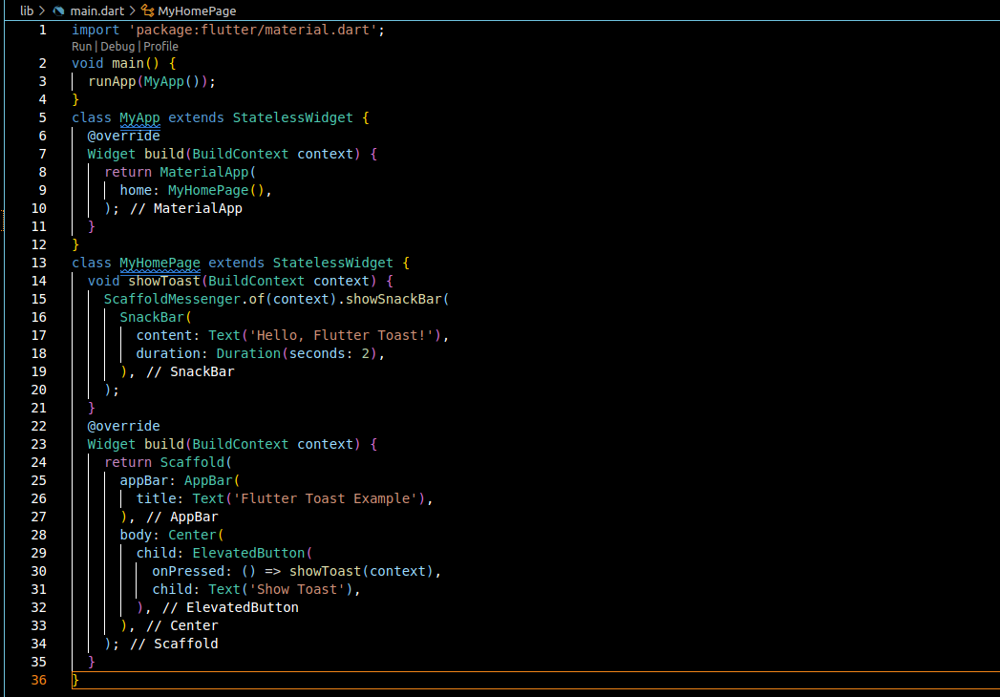 lib > main.dart > MyHomePage
1 import 'package:flutter/material.dart';
Run | Debug | Profile
2 void main() {
3   runApp(MyApp());
4 }
5 class MyApp extends StatelessWidget {
6   @override
7   Widget build(BuildContext context) {
8     return MaterialApp(
9       home: MyHomePage(),
10     ); // MaterialApp
11   }
12 }
13 class MyHomePage extends StatelessWidget {
14   void showToast(BuildContext context) {
15     ScaffoldMessenger.of(context).showSnackBar(
16       SnackBar(
17         content: Text('Hello, Flutter Toast!'),
18         duration: Duration(seconds: 2),
19       ), // SnackBar
20     );
21   }
22   @override
23   Widget build(BuildContext context) {
24     return Scaffold(
25       appBar: AppBar(
26         title: Text('Flutter Toast Example'),
27       ), // AppBar
28       body: Center(
29         child: ElevatedButton(
30           onPressed: () => showToast(context),
31           child: Text('Show Toast'),
32         ), // ElevatedButton
33       ), // Center
34     ); // Scaffold
35   }
36 }